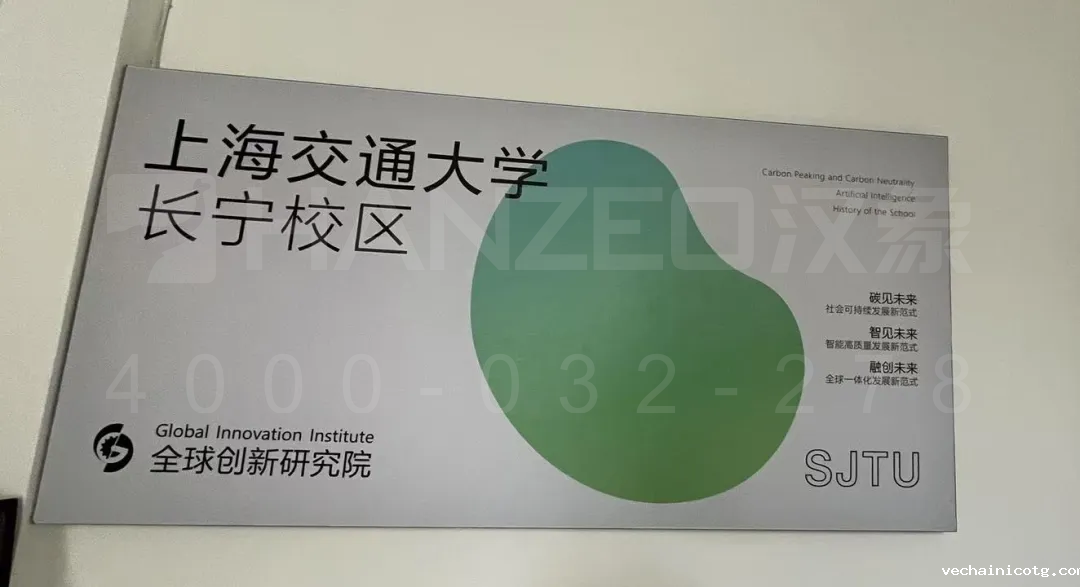 上海交通大学
长宁校区
Carbon Peaking and Carbon Neutrality
Artificial Intelligence
History of the School
HANZEO汉象
碳见未来
社会可持续发展新范式
智见未来
智能高质量发展新范式
融创未来
全球一体化发展新范式
4000-032-278
Global Innovation Institute
全球创新研究院
SJTU
vechainicotg.com